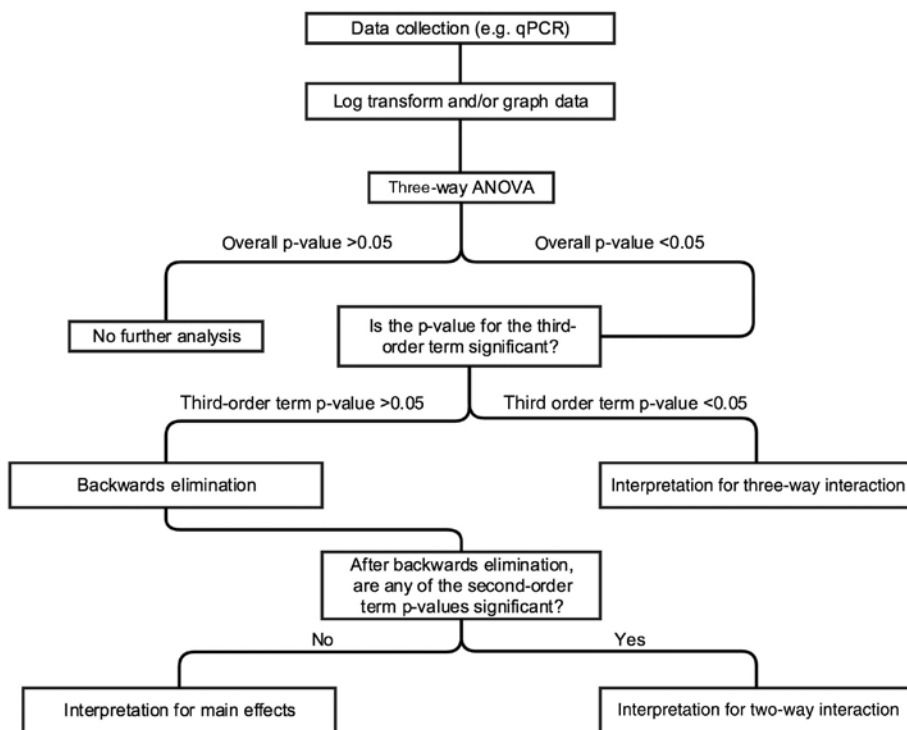 Data collection (e.g. qPCR)
Log transform and/or graph data
Three-way ANOVA
Overall p-value >0.05
Overall p-value <0.05
No further analysis
Is the p-value for the third-
order term significant?
Third-order term p-value >0.05
Third order term p-value <0.05
Backwards elimination
Interpretation for three-way interaction
After backwards elimination,
are any of the second-order
term p-values significant?
No
Yes
Interpretation for main effects
Interpretation for two-way interaction